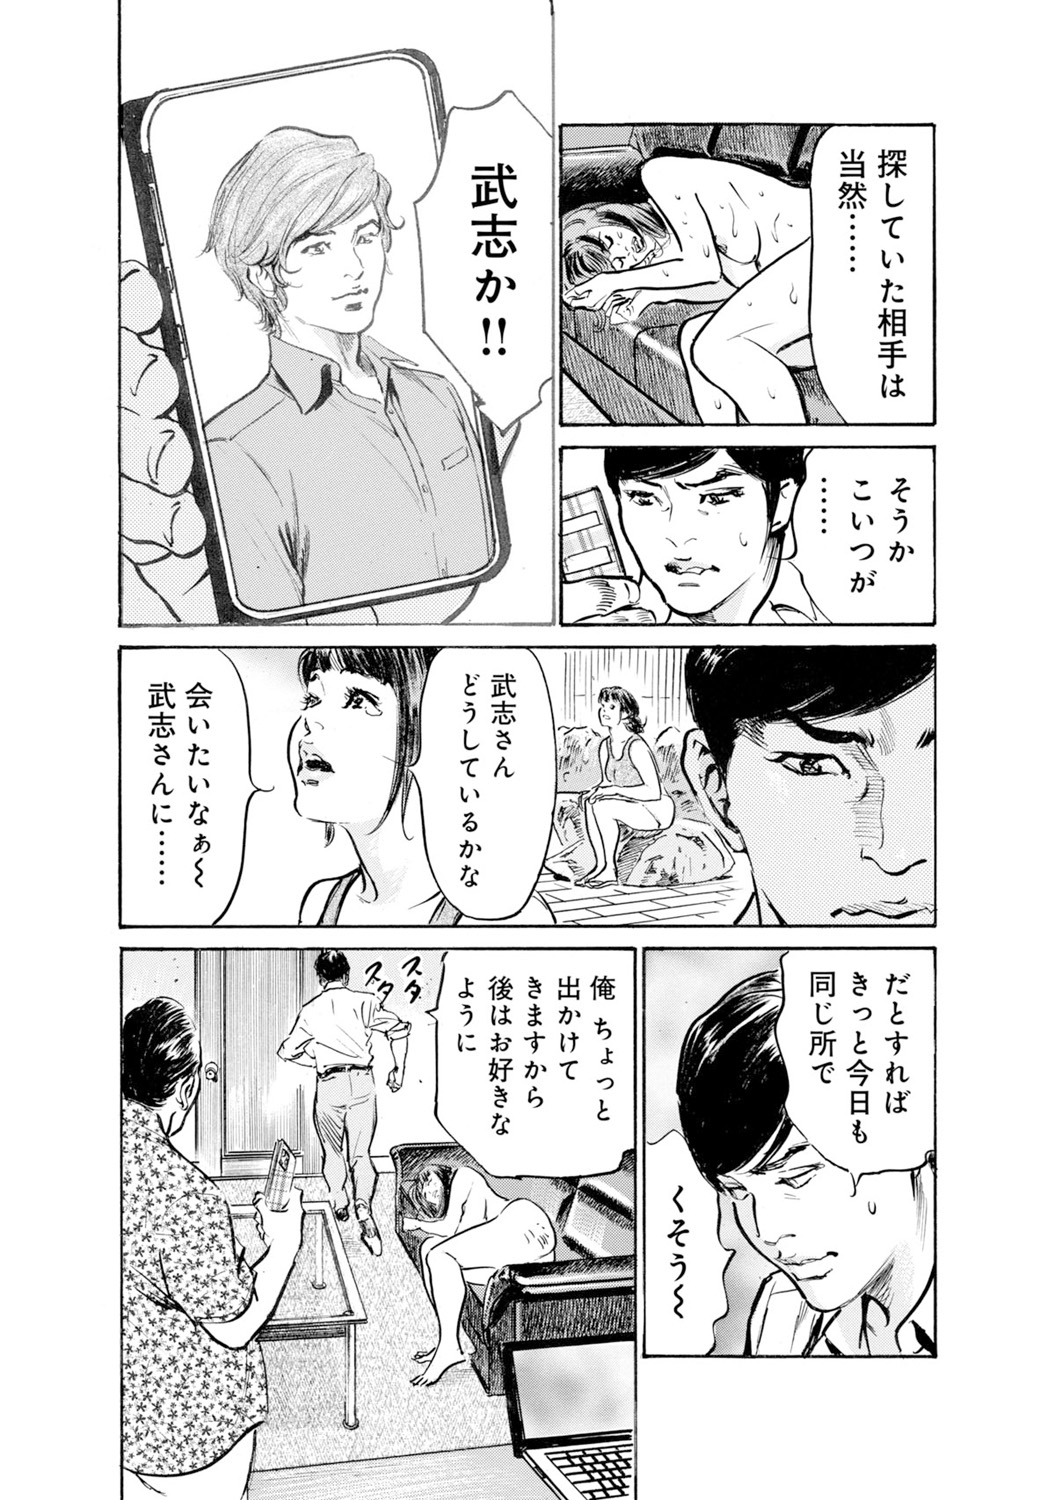 探していた相手は
当然……
武志か!!
そうか
こいつが
……
武志さん
どうしているかな
会いたいなぁ〜
武志さんに……
だとすれば
きっと今日も
同じ所で
くそう〜
俺 ちょっと
出かけて
きますから
後はお好きな
ように
スタ
スタ